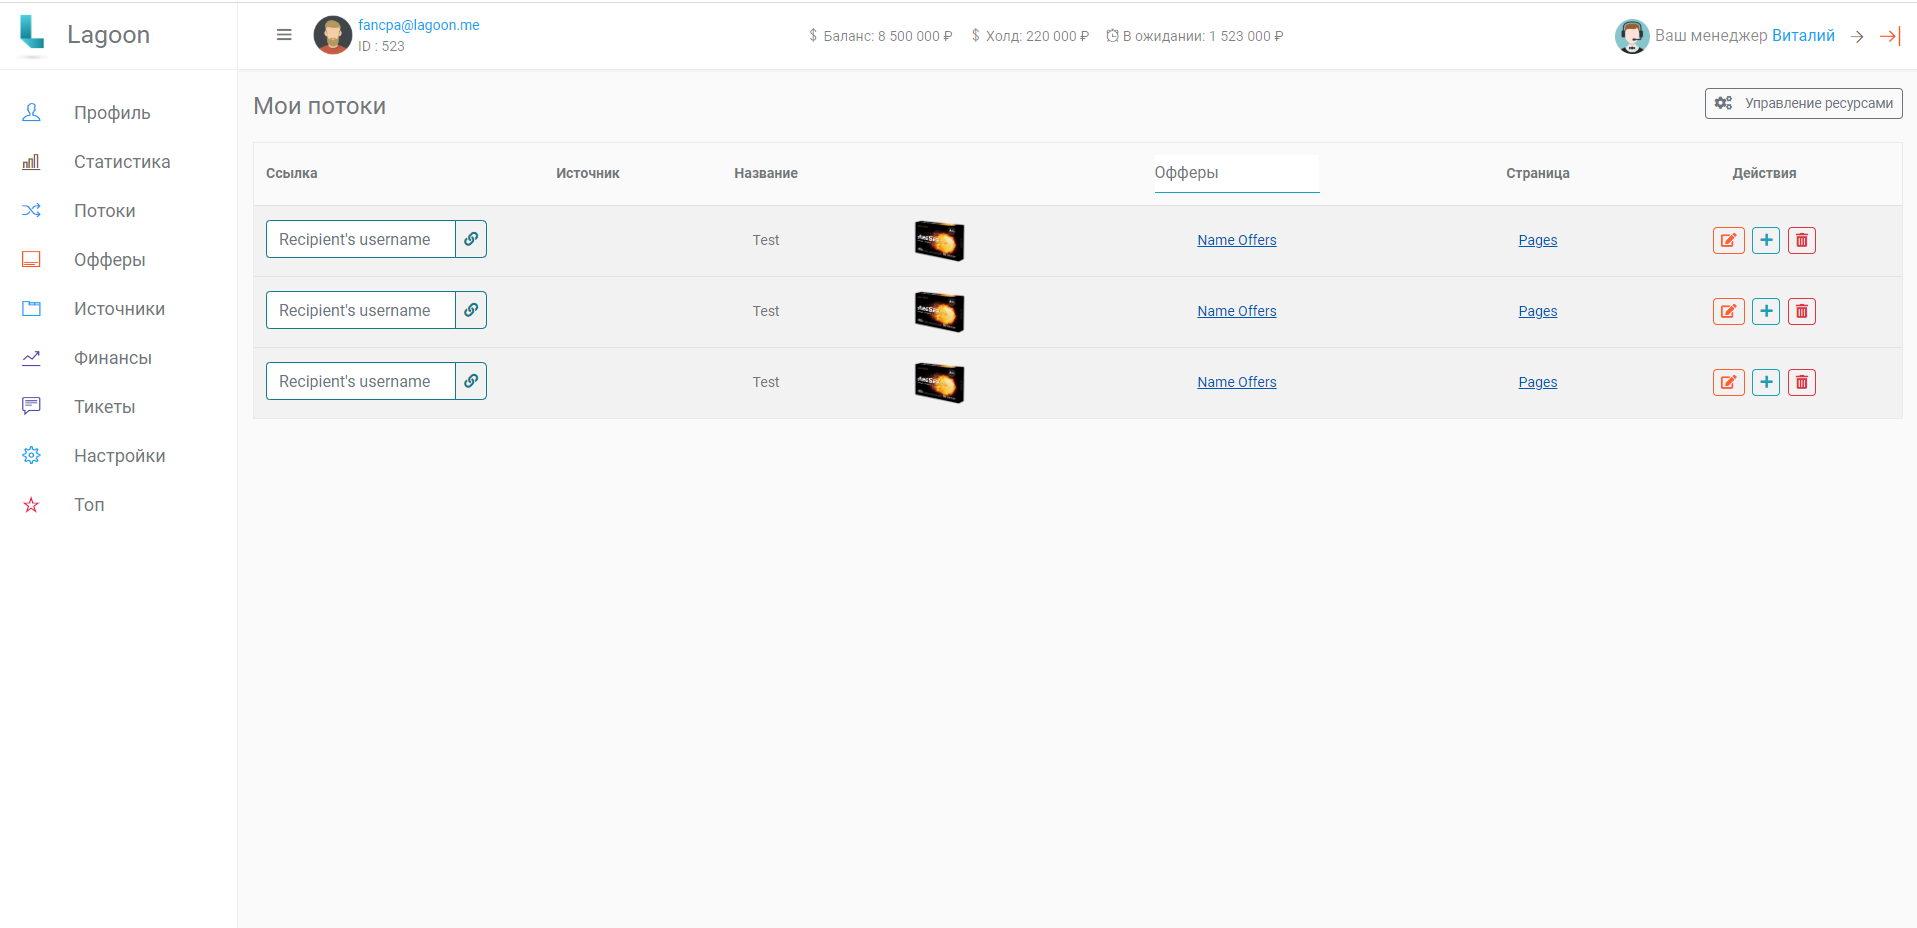 Lagoon
fancpa@lagoon.me
ID : 523
Баланс: 8 500 000 ₽
Холд: 220 000 ₽
В ожидании: 1 523 000 ₽
Ваш менеджер Виталий
Профиль
Статистика
Потоки
Офферы
Источники
Финансы
Тикеты
Настройки
Топ
Мои потоки
Управление ресурсами
Ссылка Источник Название Офферы Страница Действия
Recipient's username Test Name Offers Pages
Recipient's username Test Name Offers Pages
Recipient's username Test Name Offers Pages